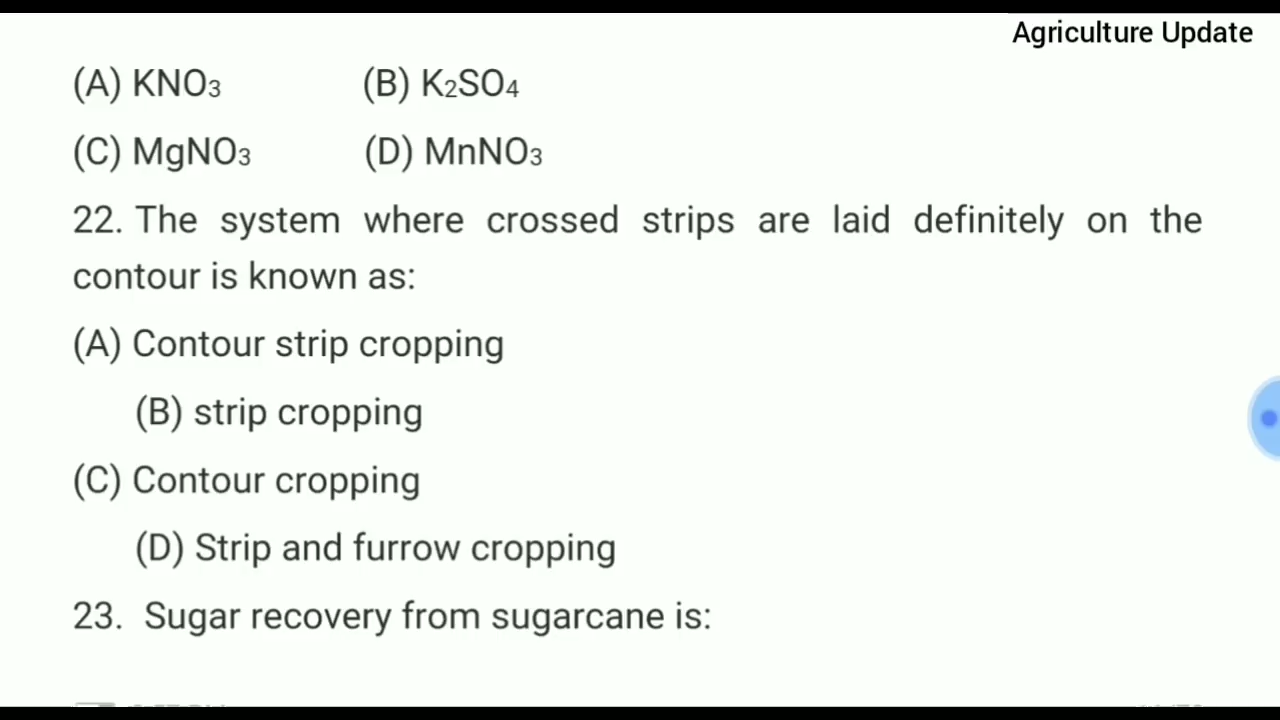 Agriculture Update
(A) KNO3 (B) K2SO4
(C) MgNO3 (D) MnNO3
22. The system where crossed strips are laid definitely on the
contour is known as:
(A) Contour strip cropping
(B) strip cropping
(C) Contour cropping
(D) Strip and furrow cropping
23. Sugar recovery from sugarcane is: